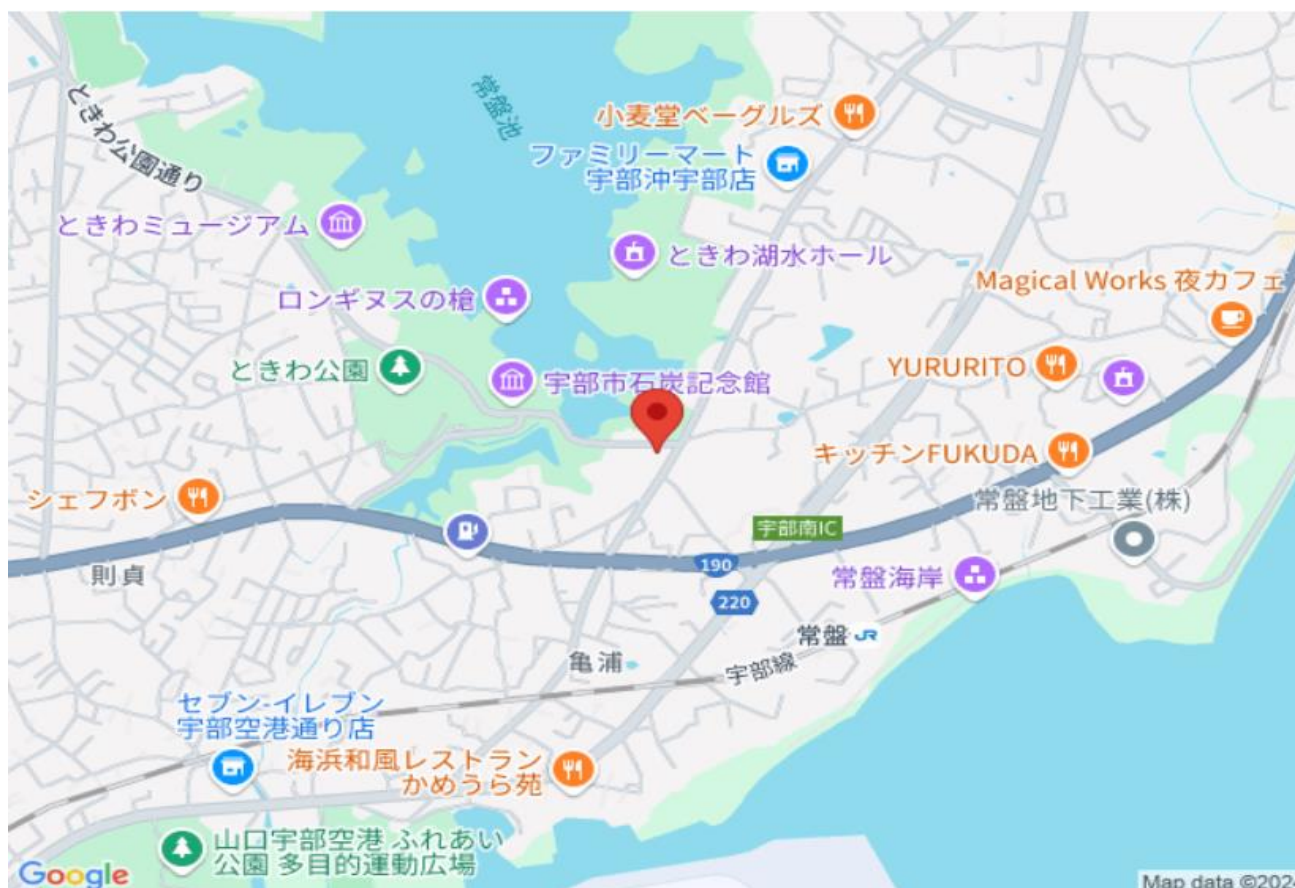 常盤池
小麦堂ベーグルズ
ファミリーマート
宇部沖宇部店
ときわ公園通り
ときわミュージアム
ときわ湖水ホール
ロンギヌスの槍
Magical Works 夜カフェ
ときわ公園
宇部市石炭記念館
YURURITO
キッチンFUKUDA
シェフボン
常盤地下工業(株)
宇部南IC
190
則貞
常盤海岸
220
常盤 JR
亀浦
宇部線
セブン-イレブン
宇部空港通り店
海浜和風レストラン
かめうら苑
山口宇部空港 ふれあい
公園 多目的運動広場
Google
Map data ©2024